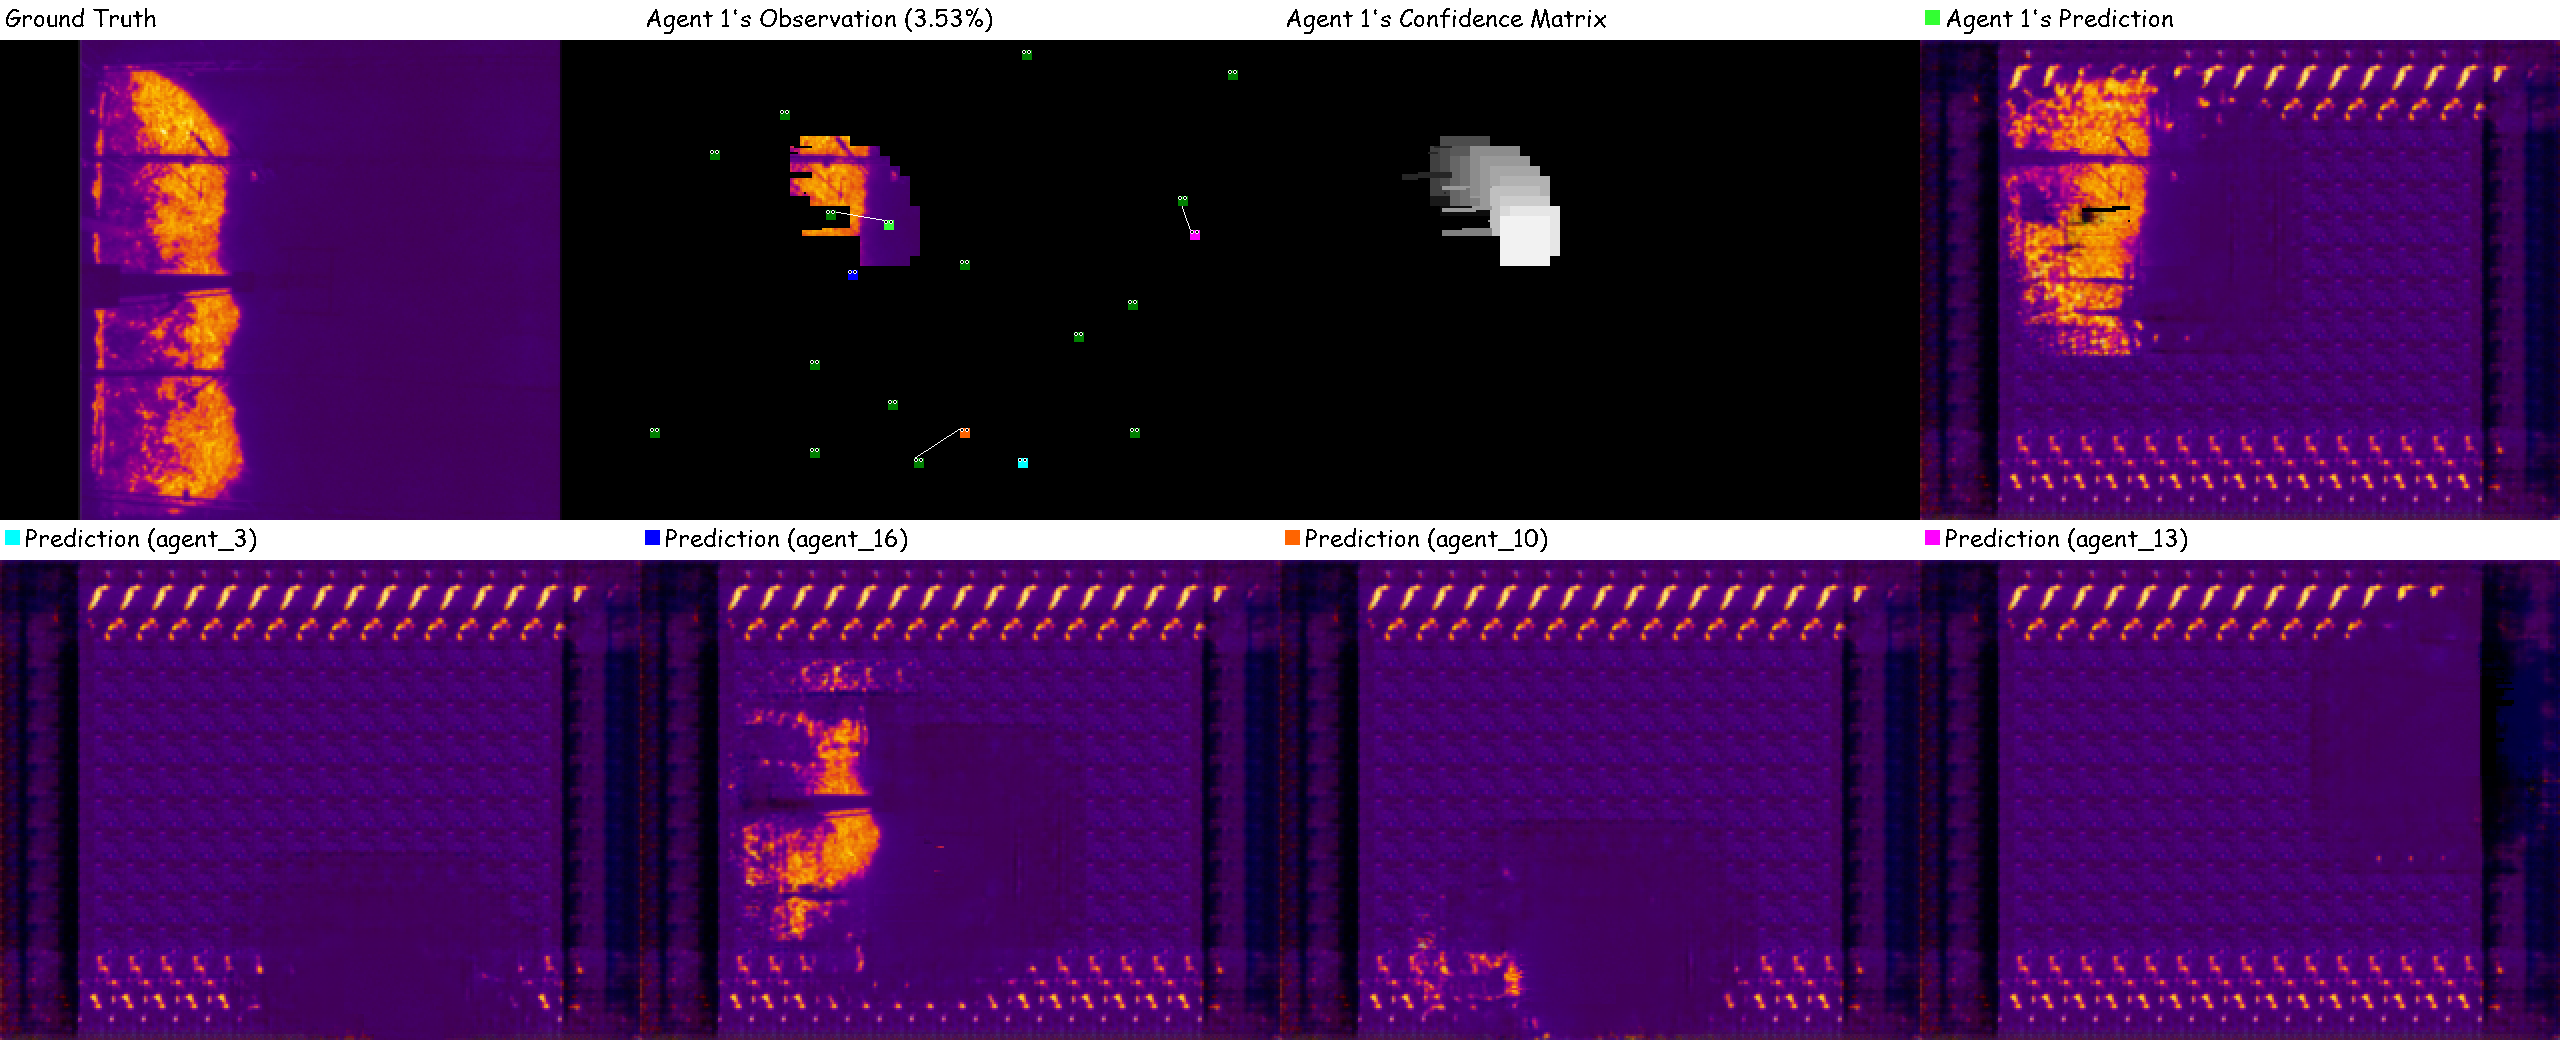 Ground Truth
Agent 1's Observation (3.53%)
Agent 1's Confidence Matrix
Agent 1's Prediction
Prediction (agent_3)
Prediction (agent_16)
Prediction (agent_10)
Prediction (agent_13)